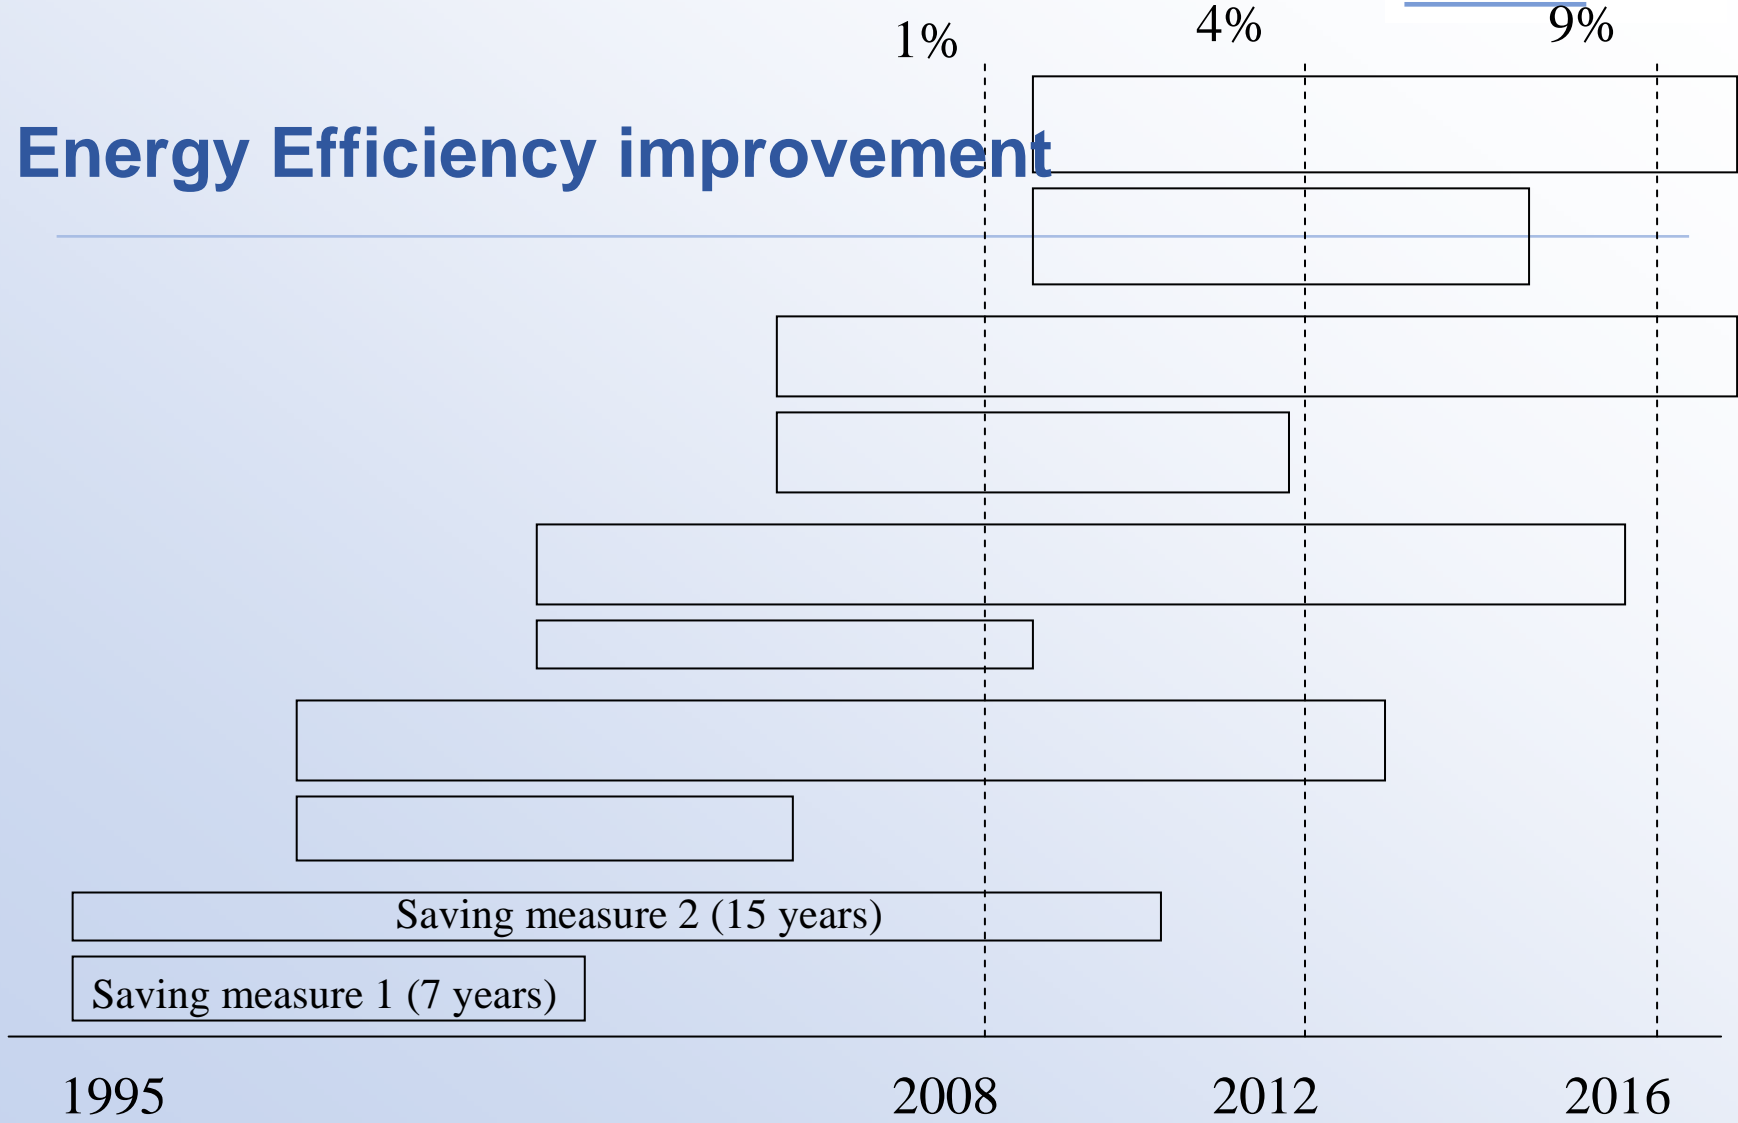 1%
4%
9%
Energy Efficiency improvement
Saving measure 2 (15 years)
Saving measure 1 (7 years)
1995
2008
2012
2016